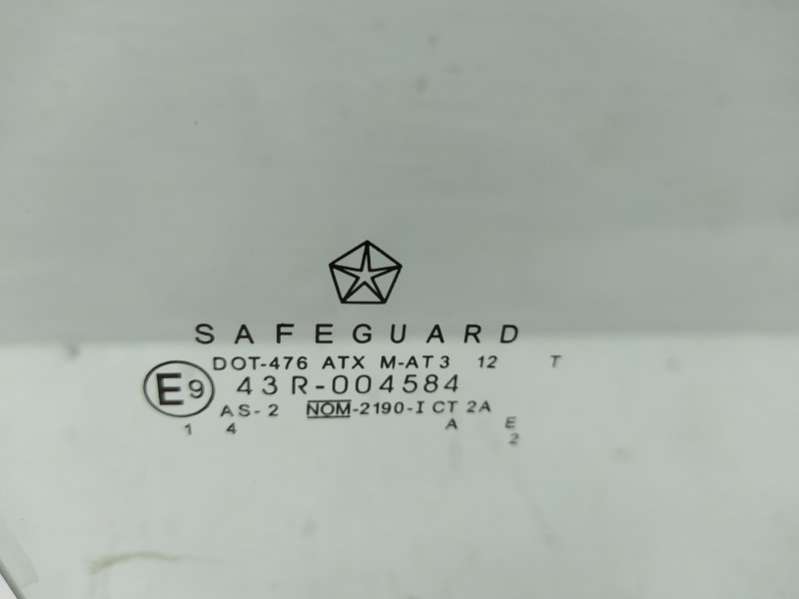 SAFEGUARD
DOT-476 ATX M-AT3 12 T
E9 43R-004584
AS-2 NOM-2190-I CT 2A
1 4 A E
2